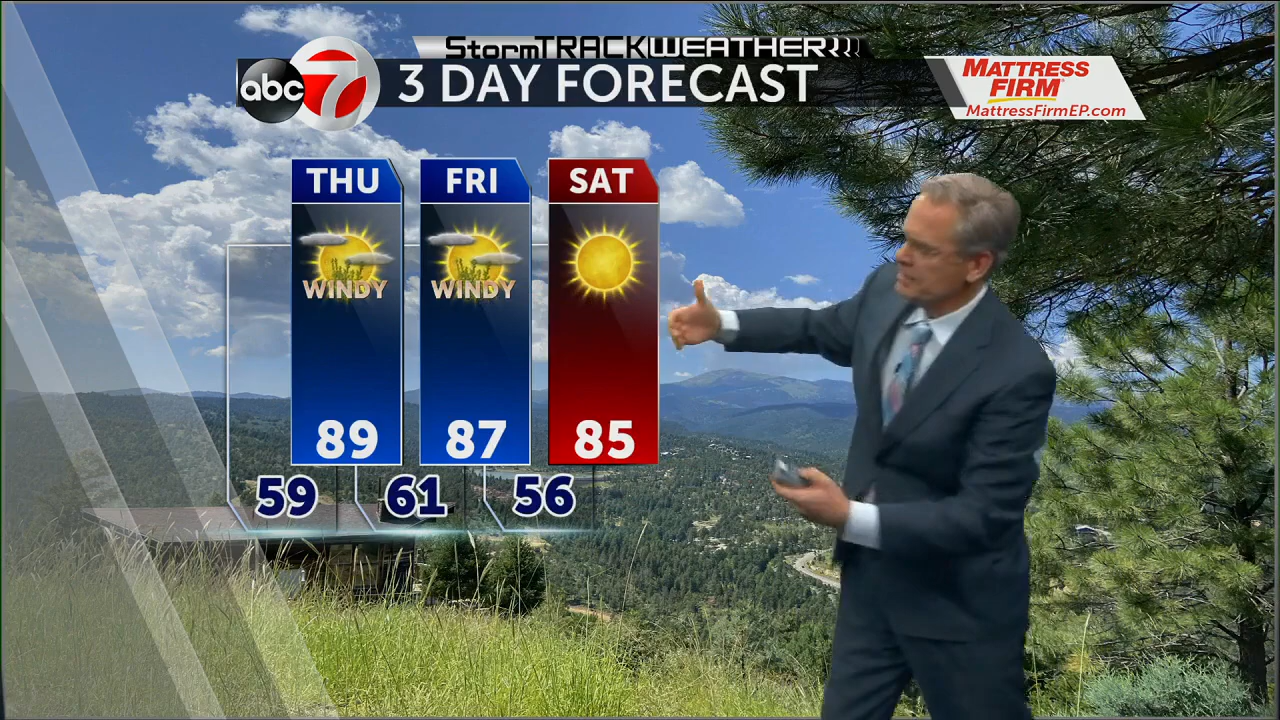 StormTRACKWEATHER
abc 7
3 DAY FORECAST
MATTRESS
FIRM
MattressFirmEP.com
THU FRI SAT
WINDY WINDY
89 87 85
59 61 56